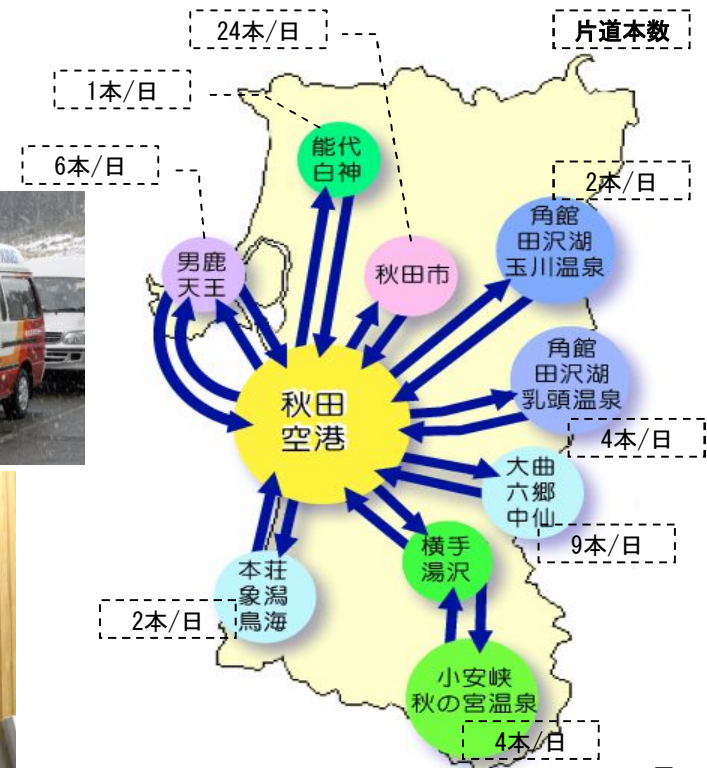 24本/日
片道本数
1本/日
能代
白神
6本/日
2本/日
角館
田沢湖
玉川温泉
男鹿
天王
秋田市
角館
田沢湖
乳頭温泉
秋田
空港
4本/日
大曲
六郷
中仙
9本/日
横手
湯沢
本荘
象潟
鳥海
2本/日
小安峡
秋の宮温泉
4本/日